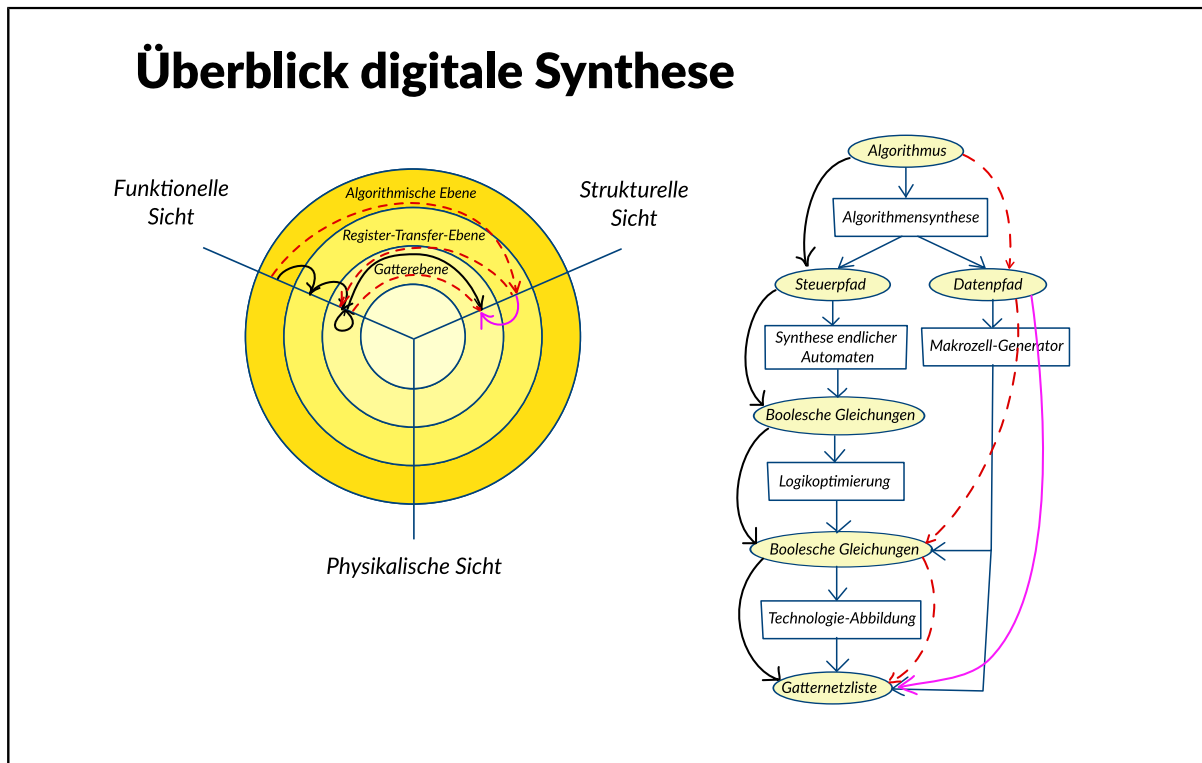 Überblick digitale Synthese
Funktionelle
Sicht
Strukturelle
Sicht
Algorithmische Ebene
Register-Transfer-Ebene
Gatterebene
Physikalische Sicht
Algorithmus
Algorithmensynthese
Steuerpfad
Datenpfad
Synthese endlicher
Automaten
Makrozell-Generator
Boolesche Gleichungen
Logikoptimierung
Boolesche Gleichungen
Technologie-Abbildung
Gatternetzliste